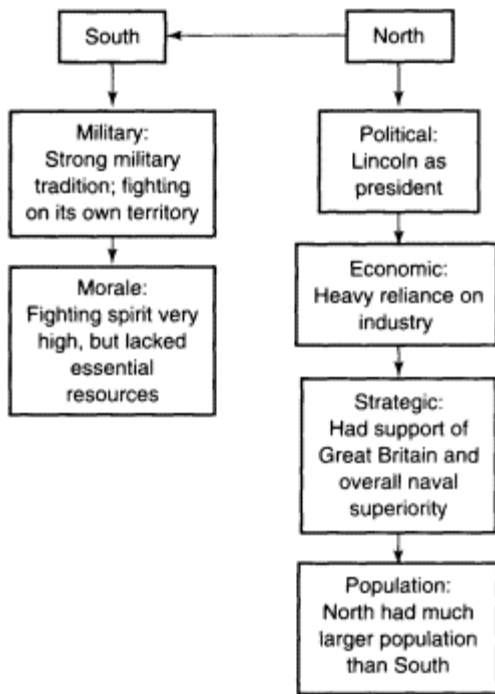 South
North
Military:
Strong military
tradition; fighting
on its own territory
Morale:
Fighting spirit very
high, but lacked
essential
resources
Political:
Lincoln as
president
Economic:
Heavy reliance on
industry
Strategic:
Had support of
Great Britain and
overall naval
superiority
Population:
North had much
larger population
than South